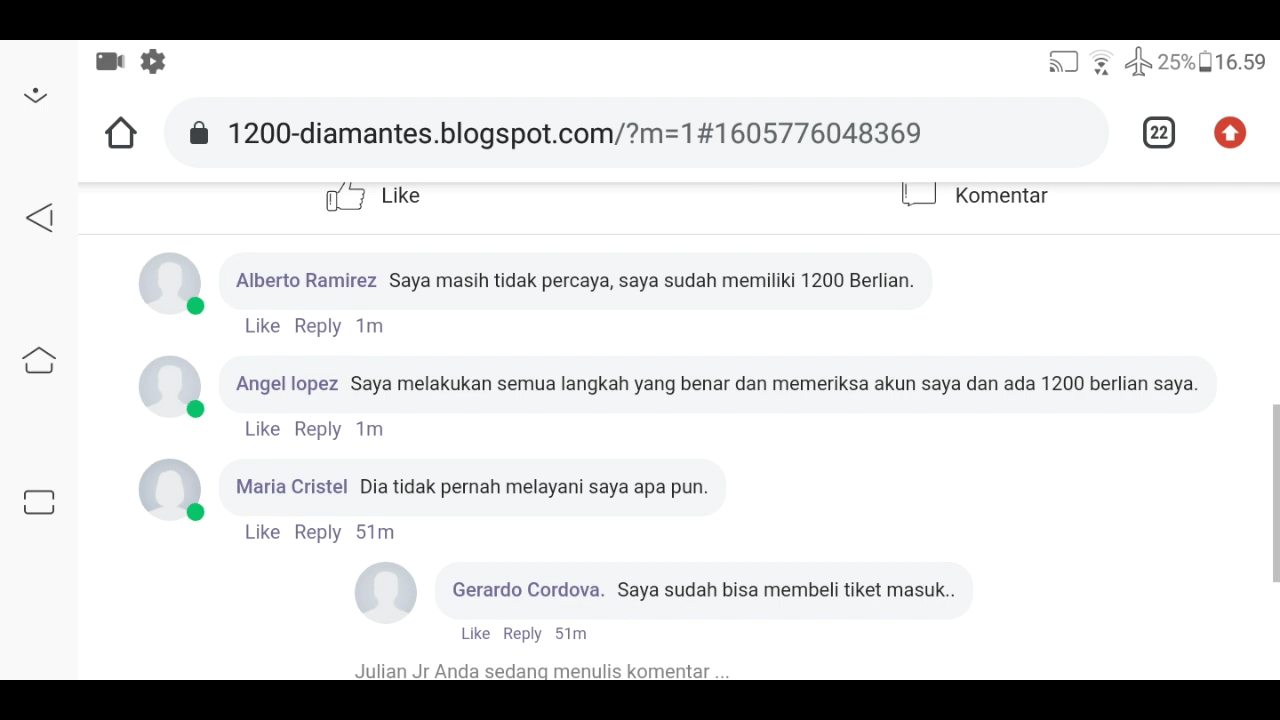 25% 16.59
1200-diamantes.blogspot.com/?m=1#1605776048369
22
Like Komentar
Alberto Ramirez Saya masih tidak percaya, saya sudah memiliki 1200 Berlian.
Like Reply 1m
Angel lopez Saya melakukan semua langkah yang benar dan memeriksa akun saya dan ada 1200 berlian saya.
Like Reply 1m
Maria Cristel Dia tidak pernah melayani saya apa pun.
Like Reply 51m
Gerardo Cordova. Saya sudah bisa membeli tiket masuk..
Like Reply 51m
Julian Jr Anda sedang menulis komentar ...